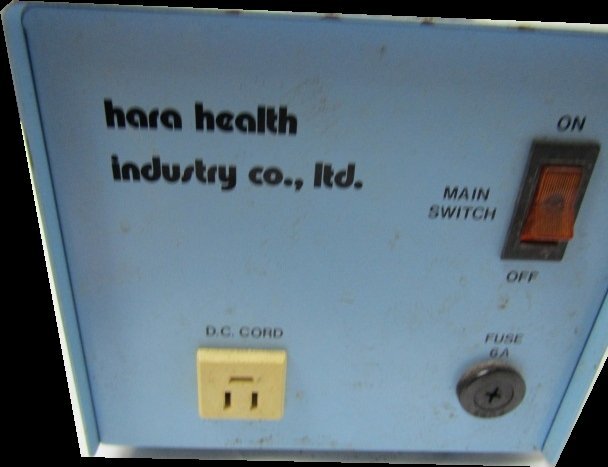 hara health
industry co., ltd.
ON
MAIN
SWITCH
OFF
D.C. CORD
FUSE
6A